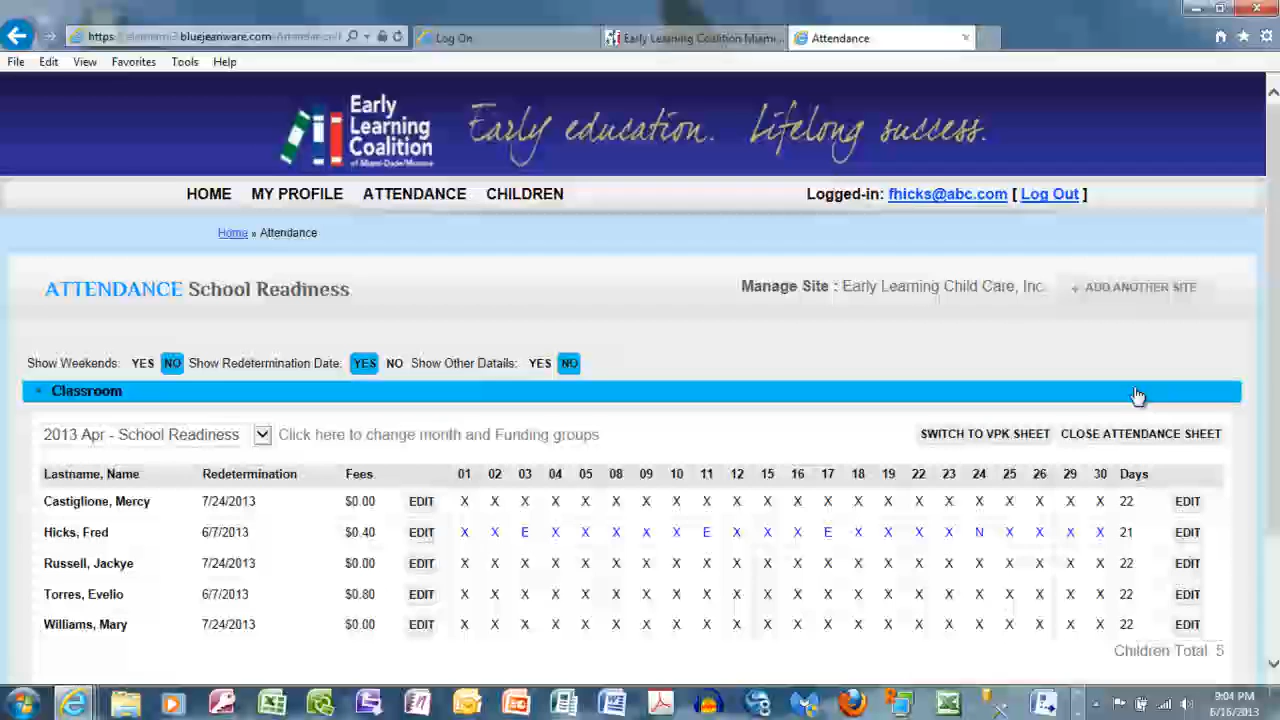 https: bluejeanware.com
Log On
Early Learning Coalition Miami...
Attendance
File Edit View Favorites Tools Help
Early Learning Coalition of Miami-Dade/Monroe
Early education. Lifelong success.
HOME MY PROFILE ATTENDANCE CHILDREN Logged-in: fhicks@abc.com [ Log Out ]
Home » Attendance
ATTENDANCE School Readiness Manage Site : Early Learning Child Care, Inc. + ADD ANOTHER SITE
Show Weekends: YES NO Show Redetermination Date: YES NO Show Other Datails: YES NO
Classroom
2013 Apr - School Readiness Click here to change month and Funding groups SWITCH TO VPK SHEET CLOSE ATTENDANCE SHEET
Lastname, Name Redetermination Fees 01 02 03 04 05 08 09 10 11 12 15 16 17 18 19 22 23 24 25 26 29 30 Days
Castiglione, Mercy 7/24/2013 $0.00 EDIT X X X X X X X X X X X X X X X X X X X X X X 22 EDIT
Hicks, Fred 6/7/2013 $0.40 EDIT X X E X X X X X E X X X E X X X X N X X X X 21 EDIT
Russell, Jackye 7/24/2013 $0.00 EDIT X X X X X X X X X X X X X X X X X X X X X X 22 EDIT
Torres, Evelio 6/7/2013 $0.80 EDIT X X X X X X X X X X X X X X X X X X X X X X 22 EDIT
Williams, Mary 7/24/2013 $0.00 EDIT X X X X X X X X X X X X X X X X X X X X X X 22 EDIT
Children Total 5
9:04 PM
6/16/2013